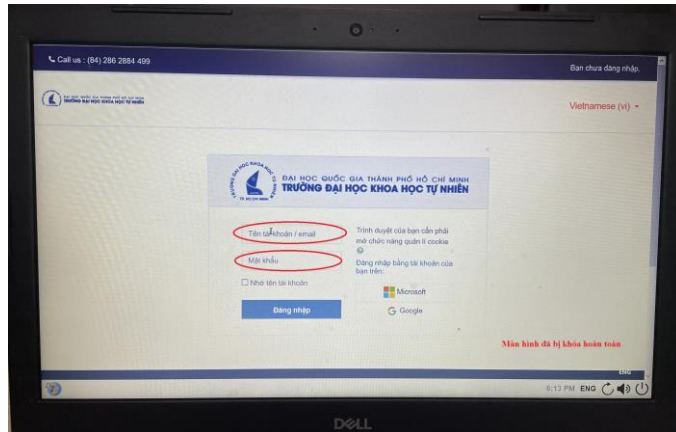 Call us : (84) 286 2884 499
Bạn chưa đăng nhập.
TRƯỜNG ĐẠI HỌC KHOA HỌC TỰ NHIÊN
Vietnamese (vi)
ĐẠI HỌC QUỐC GIA THÀNH PHỐ HỒ CHÍ MINH
TRƯỜNG ĐẠI HỌC KHOA HỌC TỰ NHIÊN
Tên tài khoản / email
Mật khẩu
Nhớ tên tài khoản
Đăng nhập
Trình duyệt của bạn cần phải
mở chức năng quản lí cookie
Đăng nhập bằng tài khoản của
bạn trên:
Microsoft
Google
Màn hình đã bị khóa hoàn toàn
ENG
8:13 PM ENG
DELL